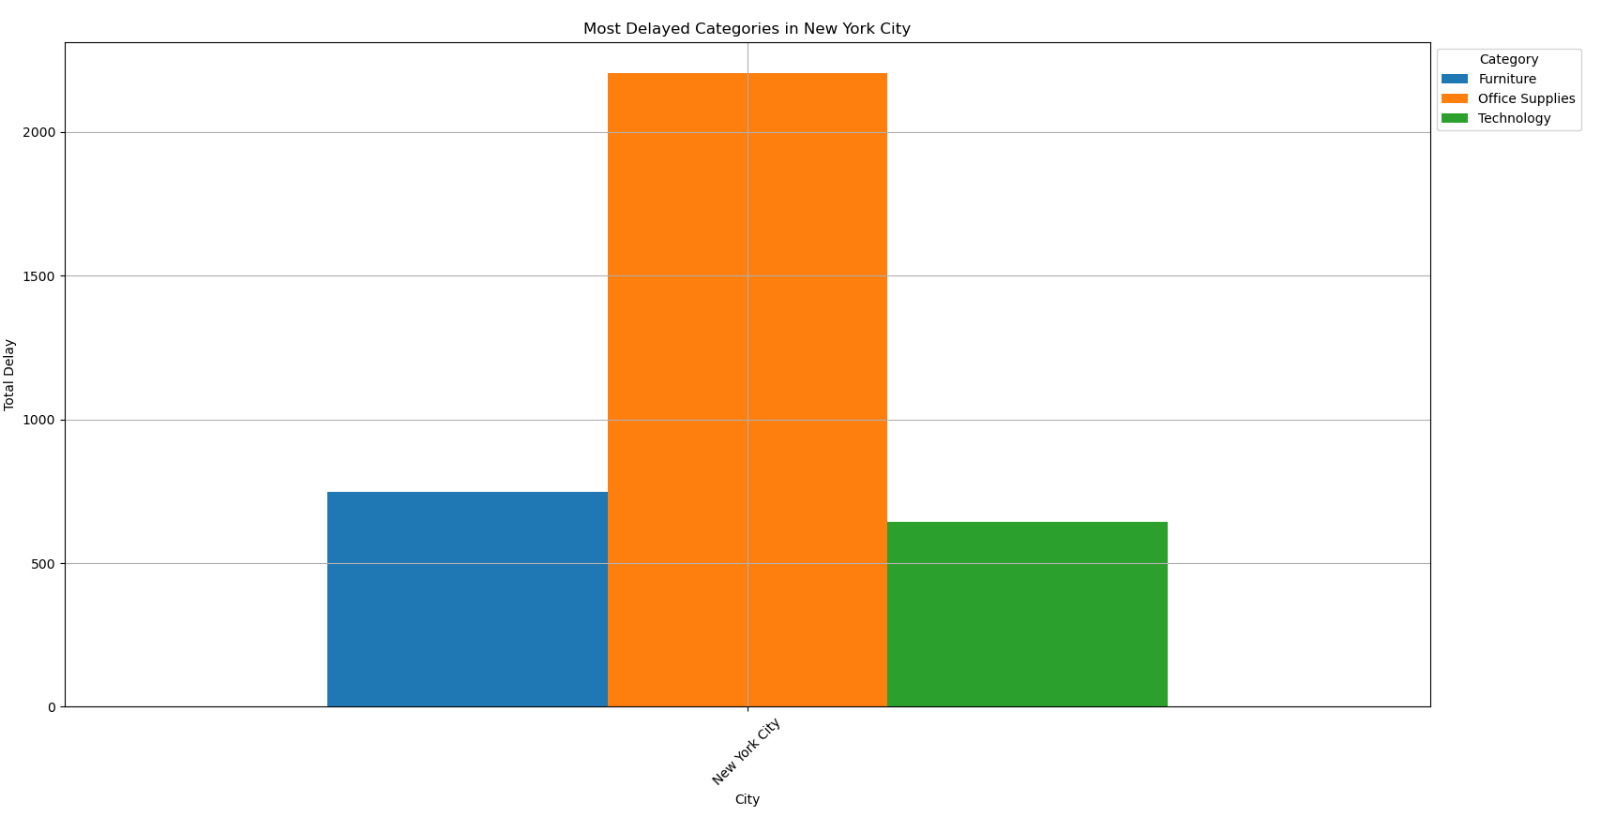 Most Delayed Categories in New York City
Category
Furniture
Office Supplies
Technology
Total Delay
2000
1500
1000
500
0
New York City
City